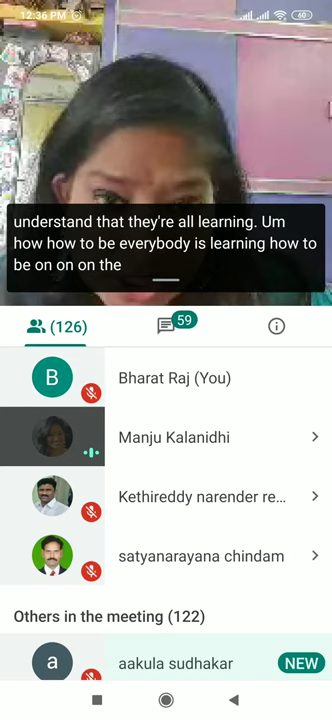 12:36 PM
60
understand that they're all learning. Um
how how to be everybody is learning how to
be on on on the
(126)
59
B
Bharat Raj (You)
Manju Kalanidhi
Kethireddy narender re...
satyanarayana chindam
Others in the meeting (122)
a
aakula sudhakar
NEW